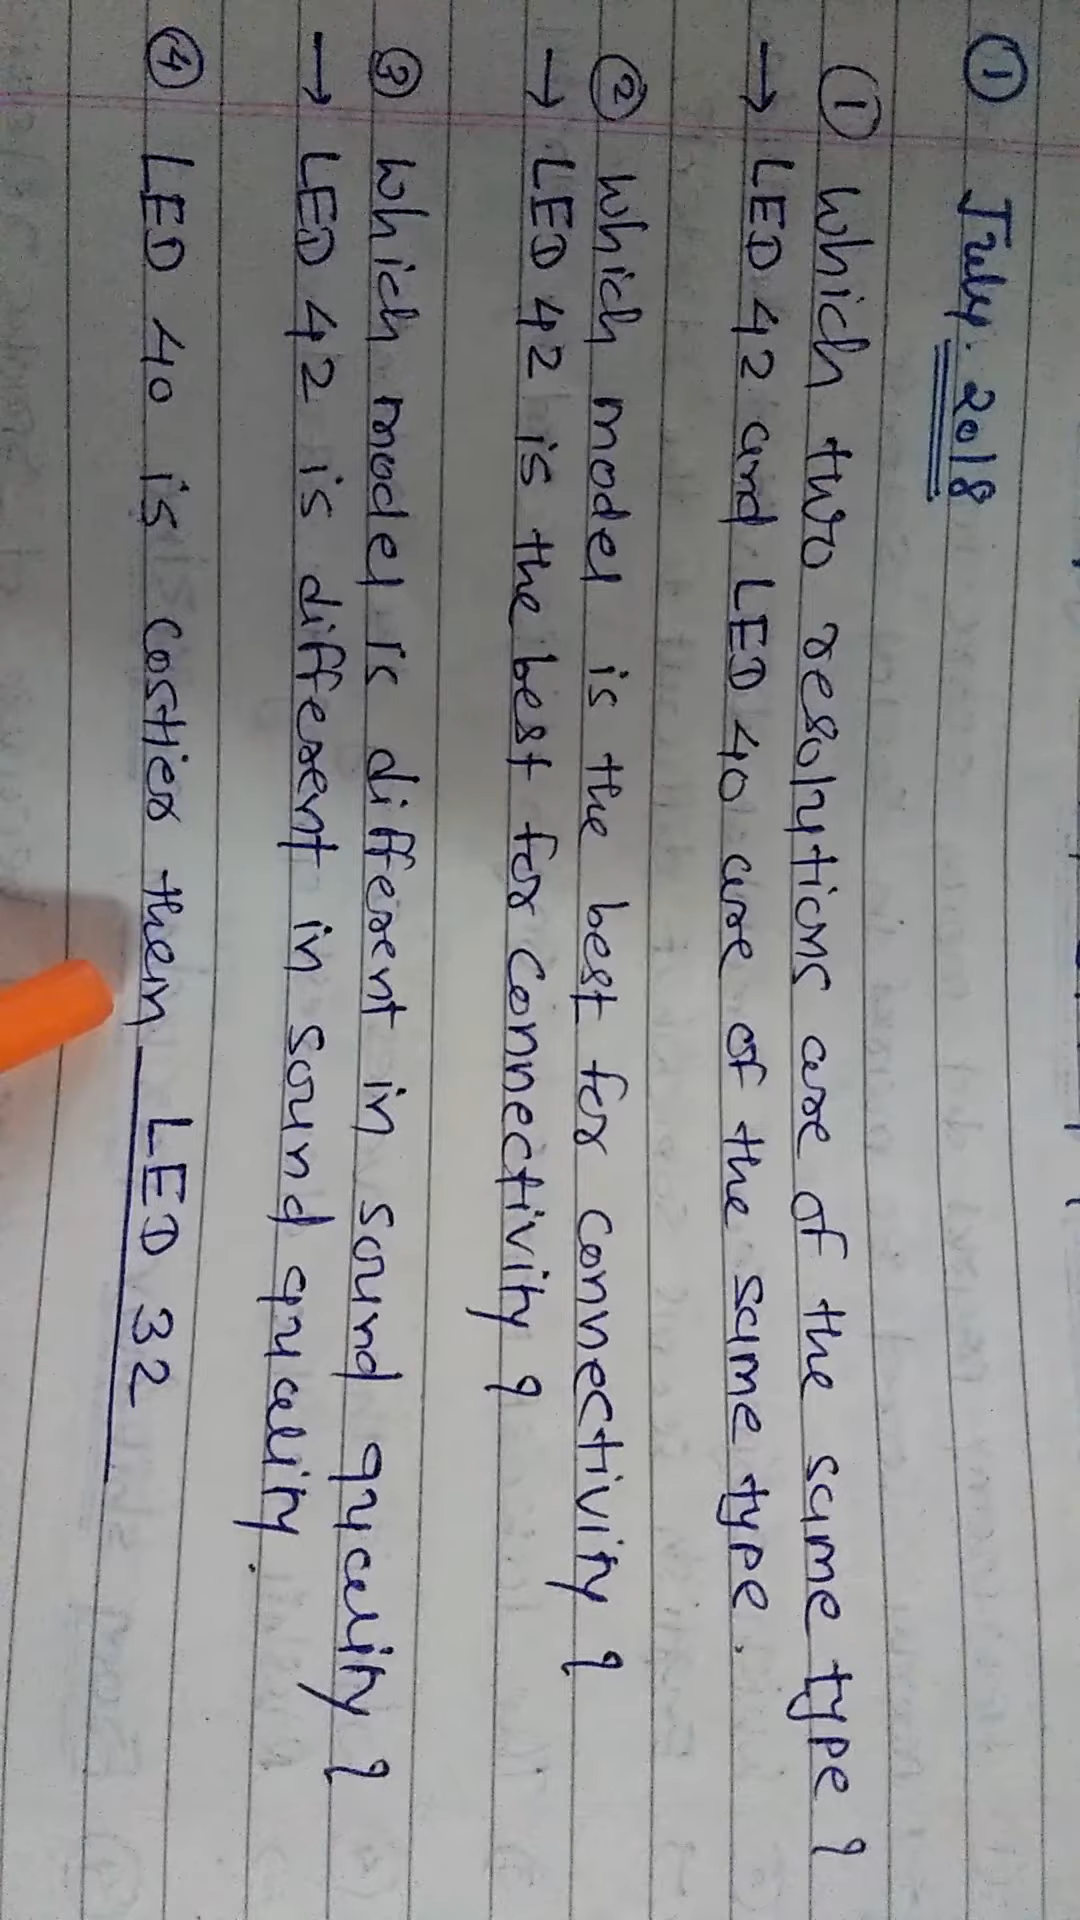 ① July. 2018
① Which two resolutions are of the same type ?
→ LED 42 and LED 40 are of the same type.
② Which model is the best for connectivity ?
→ LED 42 is the best for connectivity ?
③ Which model is different in sound quality ?
→ LED 42 is different in sound quality.
④ LED 40 is costier then LED 32